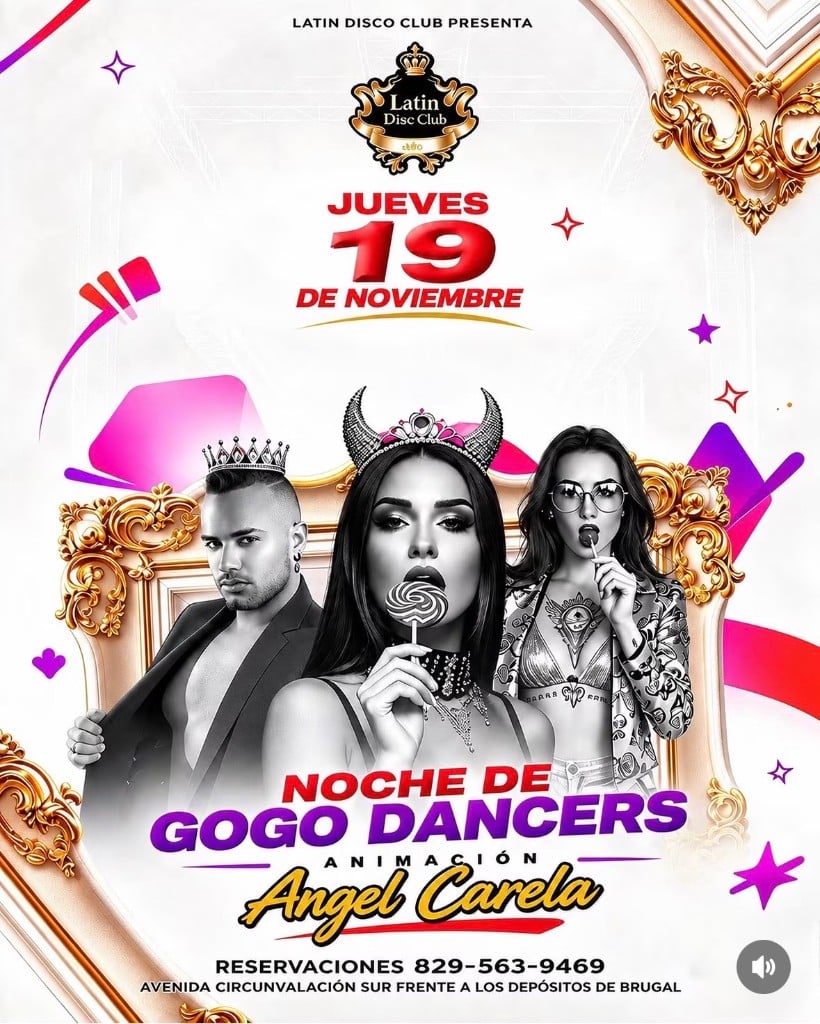 LATIN DISCO CLUB PRESENTA
Latin
Disc Club
JUEVES
19
DE NOVIEMBRE
NOCHE DE
GOGO DANCERS
ANIMACIÓN
Angel Carela
RESERVACIONES 829-563-9469
AVENIDA CIRCUNVALACIÓN SUR FRENTE A LOS DEPÓSITOS DE BRUGAL